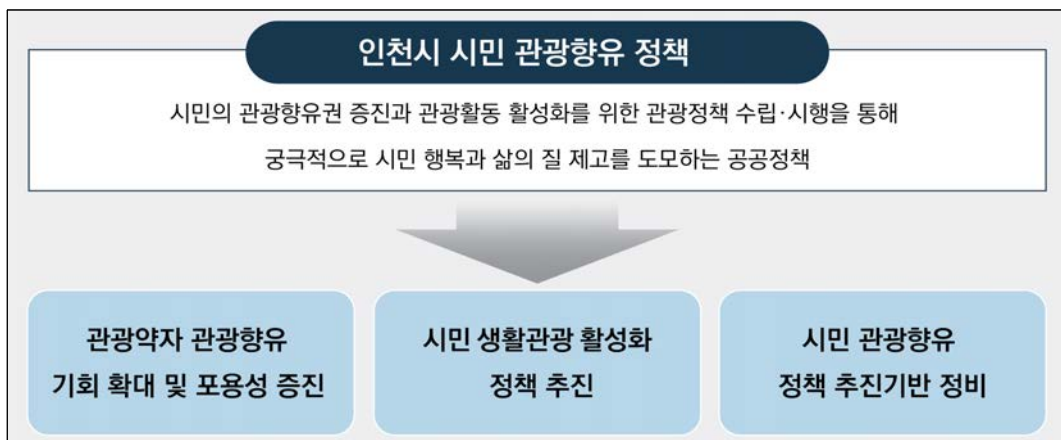 인천시 시민 관광향유 정책
시민의 관광향유권 증진과 관광활동 활성화를 위한 관광정책 수립·시행을 통해
궁극적으로 시민 행복과 삶의 질 제고를 도모하는 공공정책
관광약자 관광향유
기회 확대 및 포용성 증진
시민 생활관광 활성화
정책 추진
시민 관광향유
정책 추진기반 정비